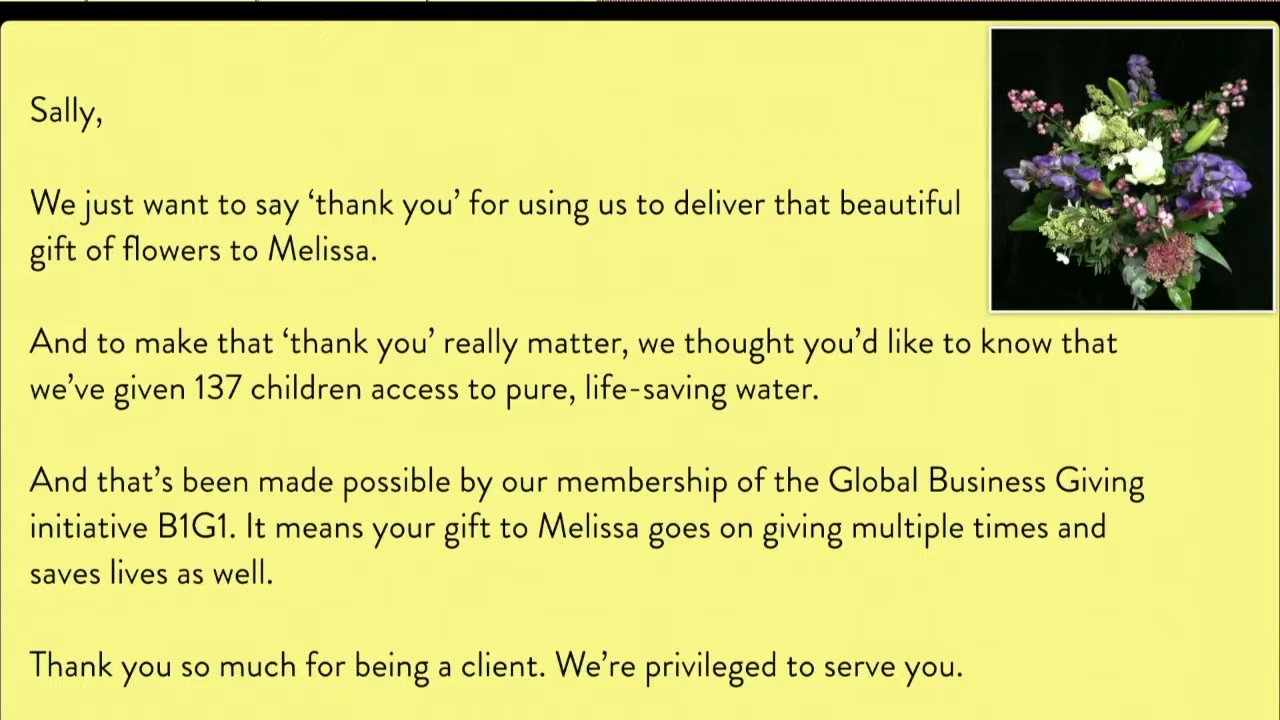 Sally,
We just want to say ‘thank you’ for using us to deliver that beautiful
gift of flowers to Melissa.
And to make that ‘thank you’ really matter, we thought you’d like to know that
we’ve given 137 children access to pure, life-saving water.
And that’s been made possible by our membership of the Global Business Giving
initiative B1G1. It means your gift to Melissa goes on giving multiple times and
saves lives as well.
Thank you so much for being a client. We’re privileged to serve you.